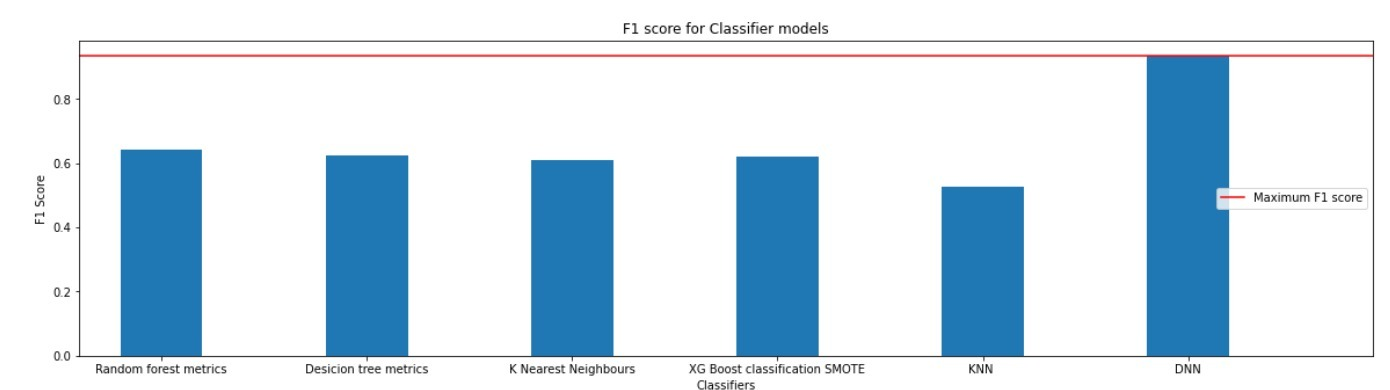 F1 score for Classifier models
F1 Score
0.8
0.6
0.4
0.2
0.0
Maximum F1 score
Random forest metrics
Desicion tree metrics
K Nearest Neighbours
XG Boost classification SMOTE
KNN
DNN
Classifiers